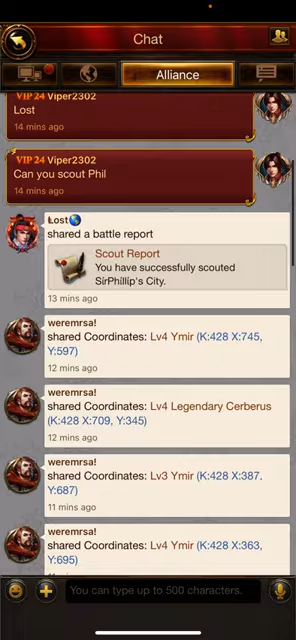 Chat
Alliance
VIP 24 Viper2302
Lost
14 mins ago
VIP 24 Viper2302
Can you scout Phil
14 mins ago
Łost🌏
shared a battle report
Scout Report
You have successfully scouted
SírPhíllíp's City.
13 mins ago
weremrsa!
shared Coordinates: Lv4 Ymir (K:428 X:745,
Y:597)
12 mins ago
weremrsa!
shared Coordinates: Lv4 Legendary Cerberus
(K:428 X:709, Y:345)
12 mins ago
weremrsa!
shared Coordinates: Lv3 Ymir (K:428 X:387,
Y:687)
11 mins ago
weremrsa!
shared Coordinates: Lv4 Ymir (K:428 X:363,
Y:695)
You can type up to 500 characters.